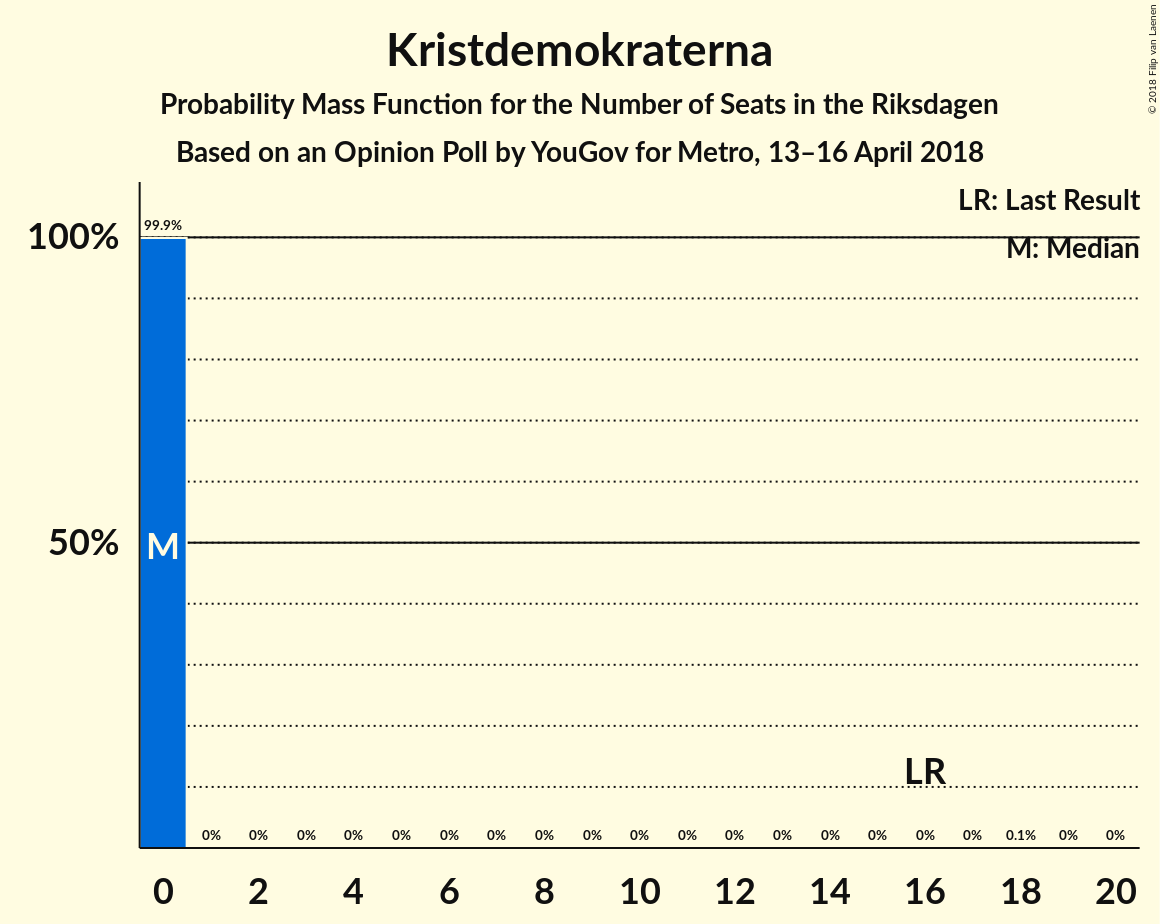 Kristdemokraterna
Probability Mass Function for the Number of Seats in the Riksdagen
Based on an Opinion Poll by YouGov for Metro, 13–16 April 2018
© 2018 Filip van Laenen
LR: Last Result
M: Median
100%
50%
99.9%
M
LR
0% 0% 0% 0% 0% 0% 0% 0% 0% 0% 0% 0% 0% 0% 0% 0% 0% 0.1% 0% 0%
0 2 4 6 8 10 12 14 16 18 20